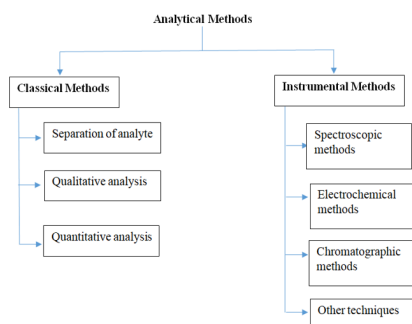 Analytical Methods
Classical Methods
Separation of analyte
Qualitative analysis
Quantitative analysis
Instrumental Methods
Spectroscopic
methods
Electrochemical
methods
Chromatographic
methods
Other techniques